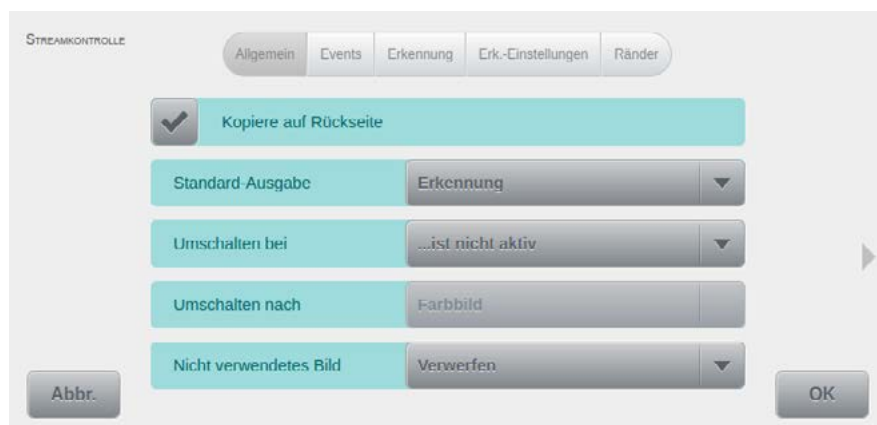 Streamkontrolle
Allgemein Events Erkennung Erk.-Einstellungen Ränder
Kopiere auf Rückseite
Standard-Ausgabe Erkennung
Umschalten bei ...ist nicht aktiv
Umschalten nach Farbbild
Nicht verwendetes Bild Verwerfen
Abbr. OK